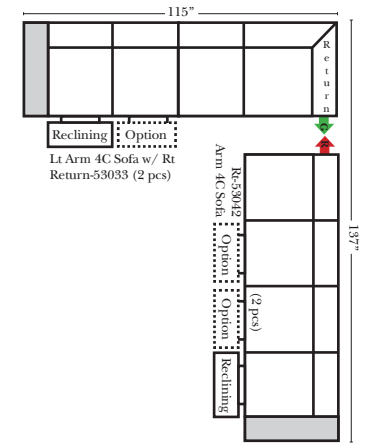 115”
Return
G
R
Reclining
Option
Lt Arm 4C Sofa w/ Rt
Return-53033 (2 pcs)
Rt-53042
Arm 4C Sofa
(2 pcs)
Option
Option
Reclining
137”